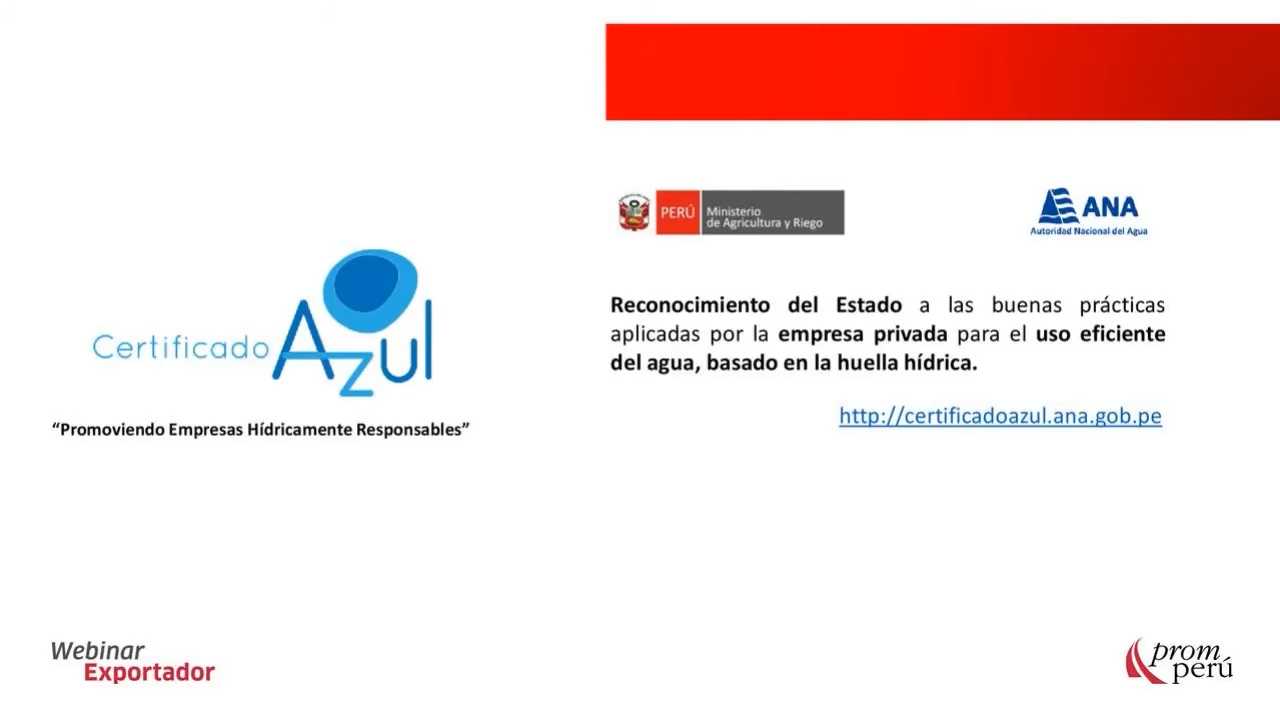 PERÚ
Ministerio
de Agricultura y Riego
ANA
Autoridad Nacional del Agua
Certificado Azul
“Promoviendo Empresas Hídricamente Responsables”
Reconocimiento del Estado a las buenas prácticas
aplicadas por la empresa privada para el uso eficiente
del agua, basado en la huella hídrica.
http://certificadoazul.ana.gob.pe
Webinar
Exportador
prom
perú